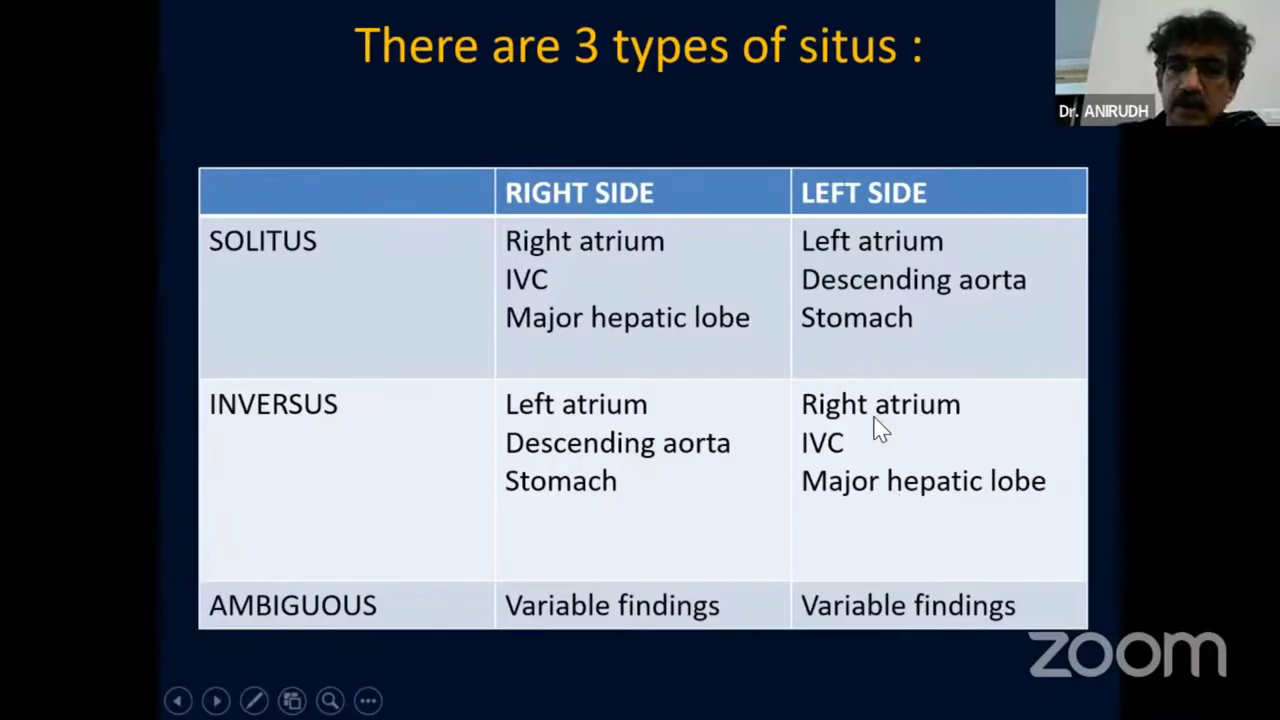 There are 3 types of situs :
Dr. ANIRUDH
RIGHT SIDE
LEFT SIDE
SOLITUS
Right atrium
IVC
Major hepatic lobe
Left atrium
Descending aorta
Stomach
INVERSUS
Left atrium
Descending aorta
Stomach
Right atrium
IVC
Major hepatic lobe
AMBIGUOUS
Variable findings
Variable findings
zoom